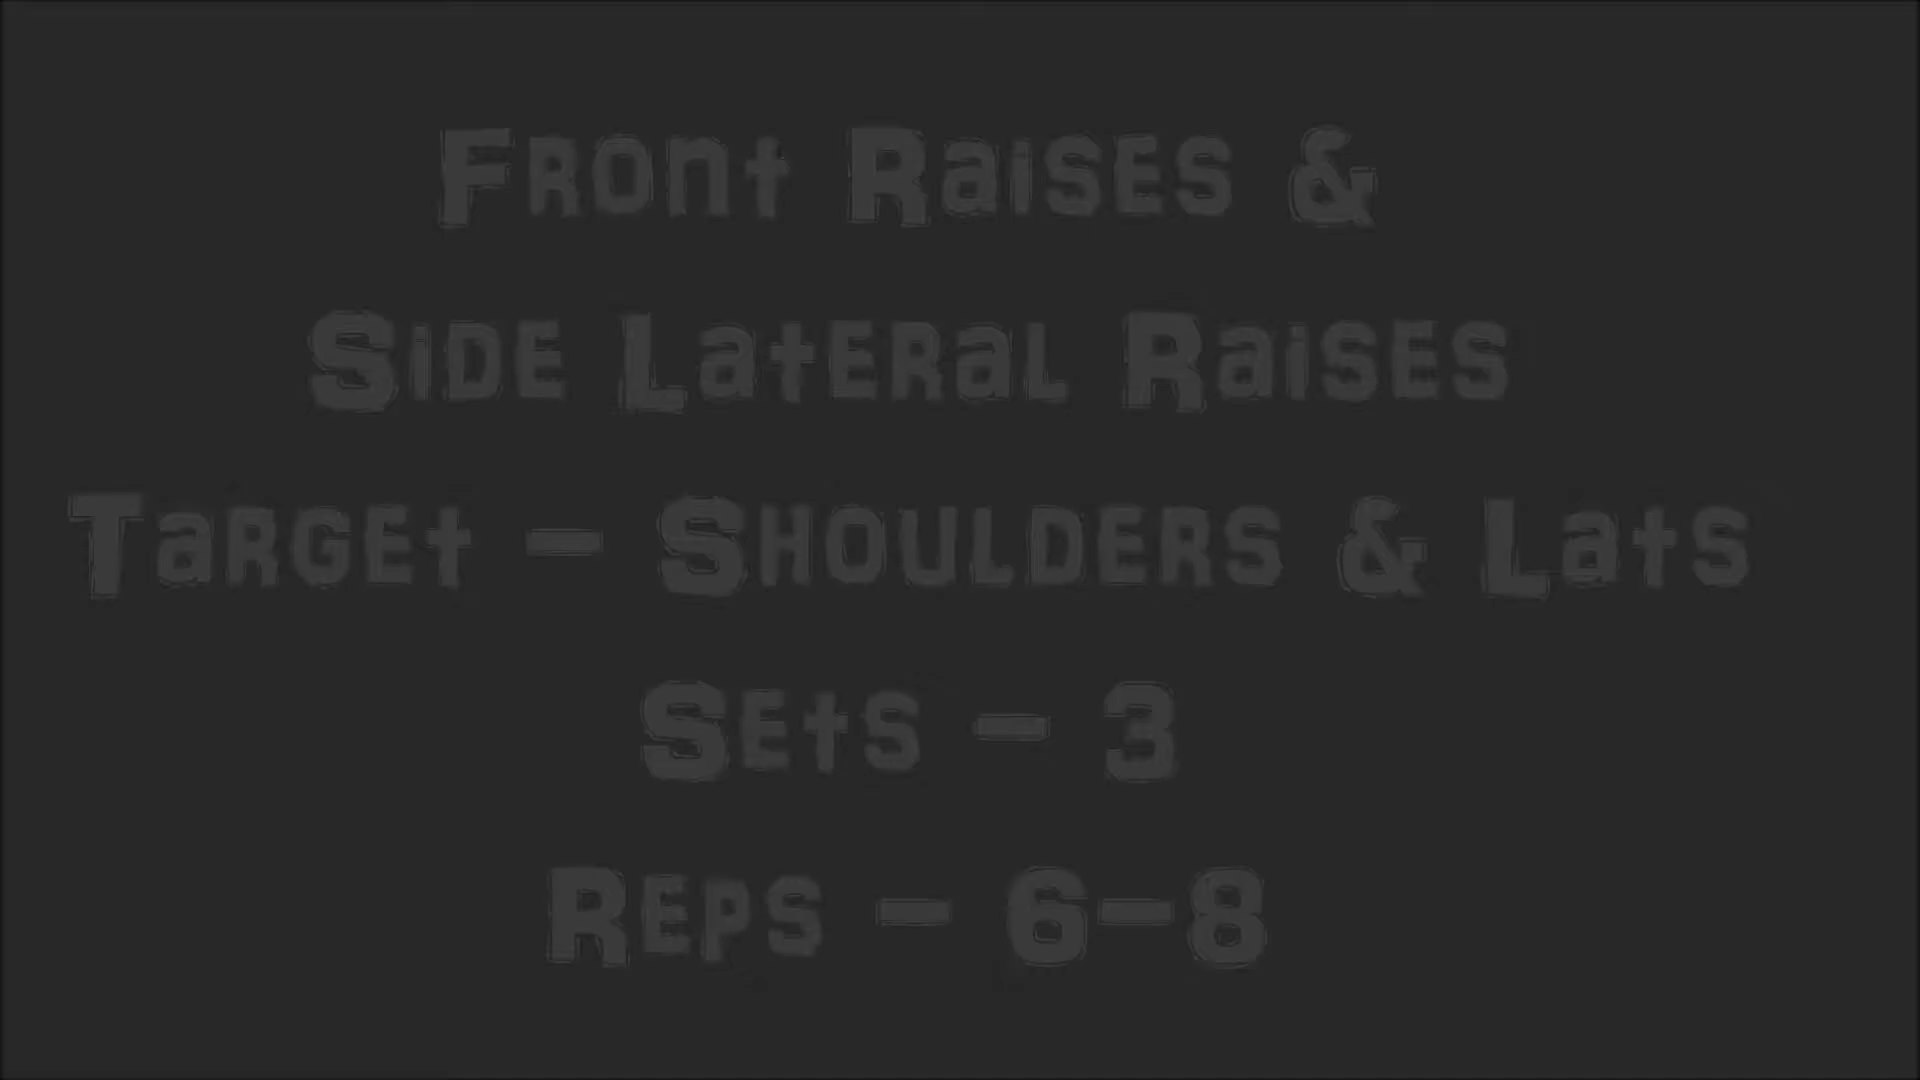 Front Raises &
Side Lateral Raises
Target - Shoulders & Lats
Sets - 3
Reps - 6-8